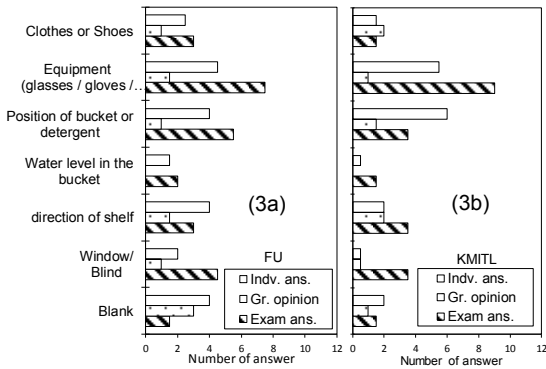 Clothes or Shoes
Equipment
(glasses / gloves /…
Position of bucket or
detergent
Water level in the
bucket
direction of shelf
Window/
Blind
Blank
(3a)
FU
Indv. ans.
Gr. opinion
Exam ans.
0 2 4 6 8 10 12
Number of answer
(3b)
KMITL
Indv. ans.
Gr. opinion
Exam ans.
0 2 4 6 8 10 12
Number of answer